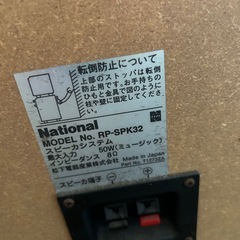 転倒防止について
上部のストッパは転倒
防止用です。お手持ちの
ひもと金具で図のように
柱や壁に固定してください。
National
MODEL No. RP-SPK32
スピーカシステム
最大入力 50W(ミュージック)
インピーダンス 8Ω
松下電器産業株式会社
Made in Japan
スピーカ端子